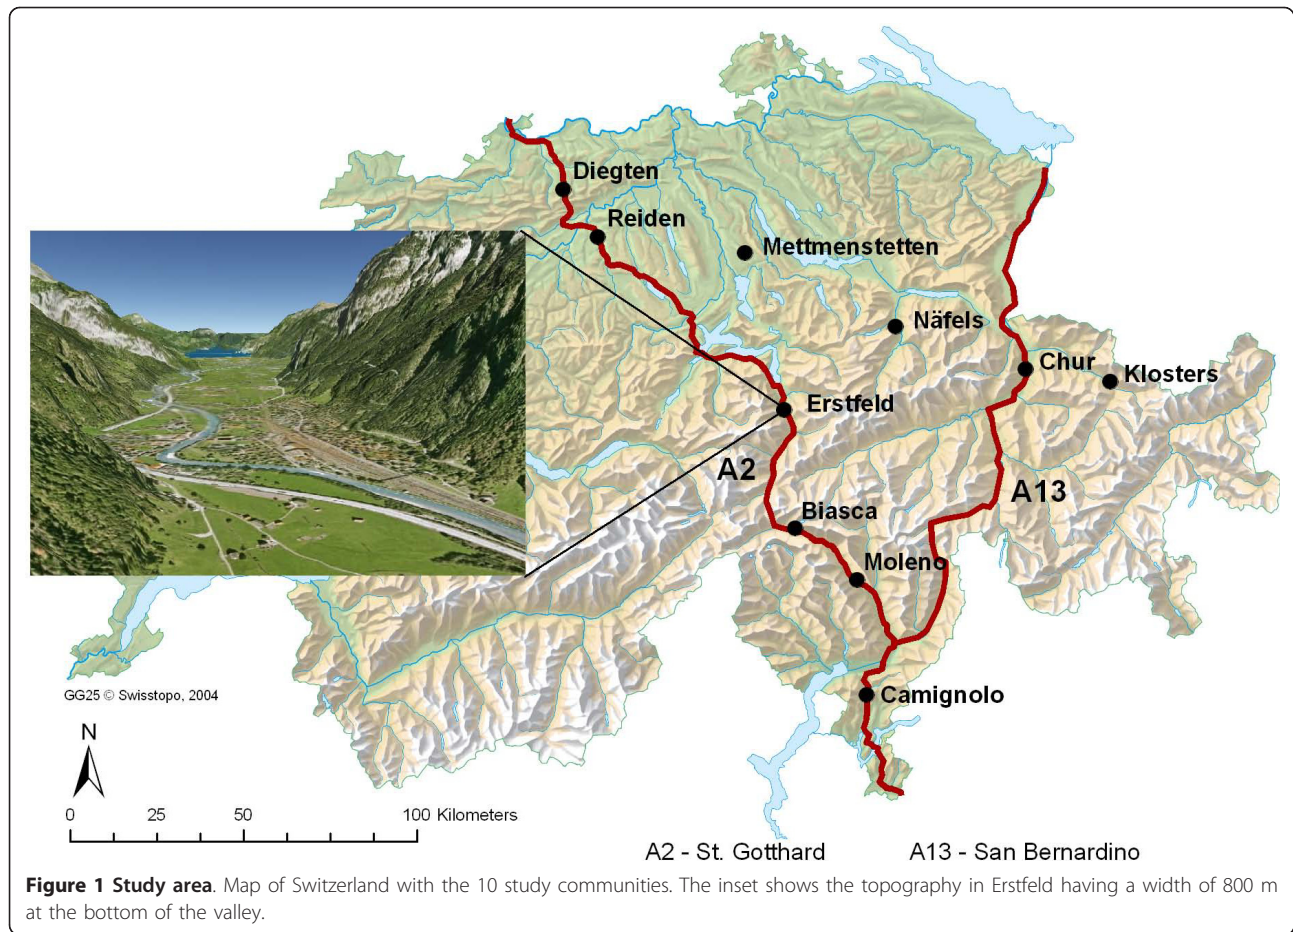 Diegten
Reiden
Mettmenstetten
Näfels
Chur
Klosters
Erstfeld
A2
A13
Biasca
Moleno
Camignolo
GG25 © Swisstopo, 2004
N
0 25 50 100 Kilometers
A2 - St. Gotthard A13 - San Bernardino
Figure 1 Study area. Map of Switzerland with the 10 study communities. The inset shows the topography in Erstfeld having a width of 800 m
at the bottom of the valley.